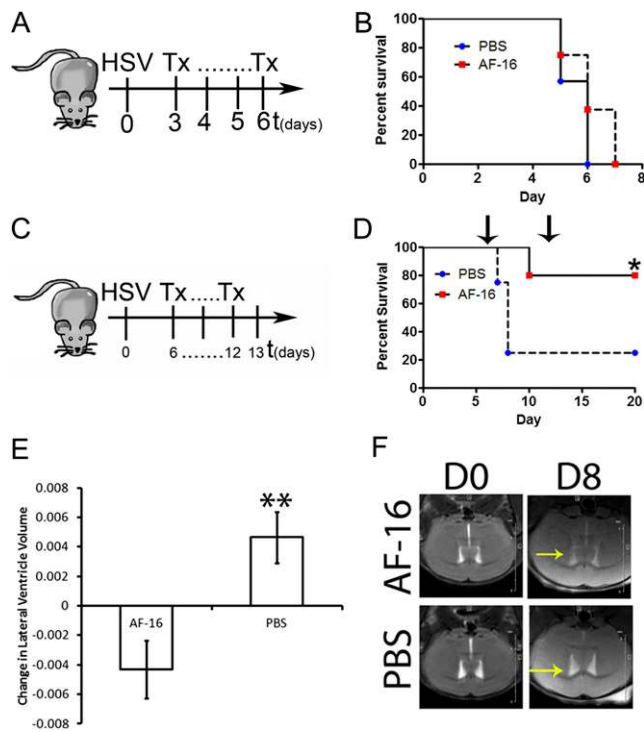 A
HSV Tx ........Tx
0 3 4 5 6 t(days)
B
PBS
AF-16
Percent survival
100
80
60
40
20
0
0 2 4 6 8
Day
C
HSV Tx.....Tx
0 6 ....... 12 13 t(days)
D
PBS
AF-16
*
Percent Survival
100
80
60
40
20
0
0 5 10 15 20
Day
E
Change in Lateral Ventricle Volume
0.008
0.006
0.004
0.002
0
-0.002
-0.004
-0.006
-0.008
AF-16 PBS
**
F
D0 D8
AF-16
PBS